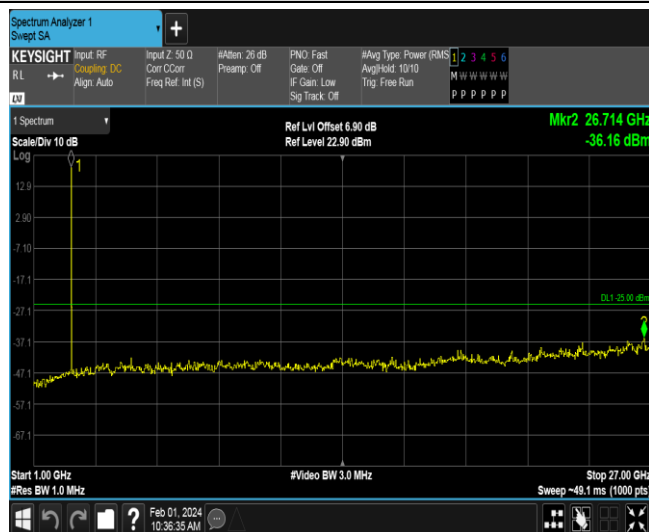 Spectrum Analyzer 1
Swept SA
+
KEYSIGHT
RL
LXI
Input: RF
Coupling: DC
Align: Auto
Input Z: 50 Ω
Corr CCorr
Freq Ref: Int (S)
#Atten: 26 dB
Preamp: Off
PNO: Fast
Gate: Off
IF Gain: Low
Sig Track: Off
#Avg Type: Power (RMS
Avg|Hold: 10/10
Trig: Free Run
1 2 3 4 5 6
M W W W W W
P P P P P P
1 Spectrum
Scale/Div 10 dB
Log
Ref Lvl Offset 6.90 dB
Ref Level 22.90 dBm
Mkr2 26.714 GHz
-36.16 dBm
1
12.9
2.90
-7.10
-17.1
DL1 -25.00 dBm
-27.1
2
-37.1
-47.1
-57.1
-67.1
Start 1.00 GHz
#Res BW 1.0 MHz
#Video BW 3.0 MHz
Stop 27.00 GHz
Sweep ~49.1 ms (1000 pts)
?
Feb 01, 2024
10:36:35 AM